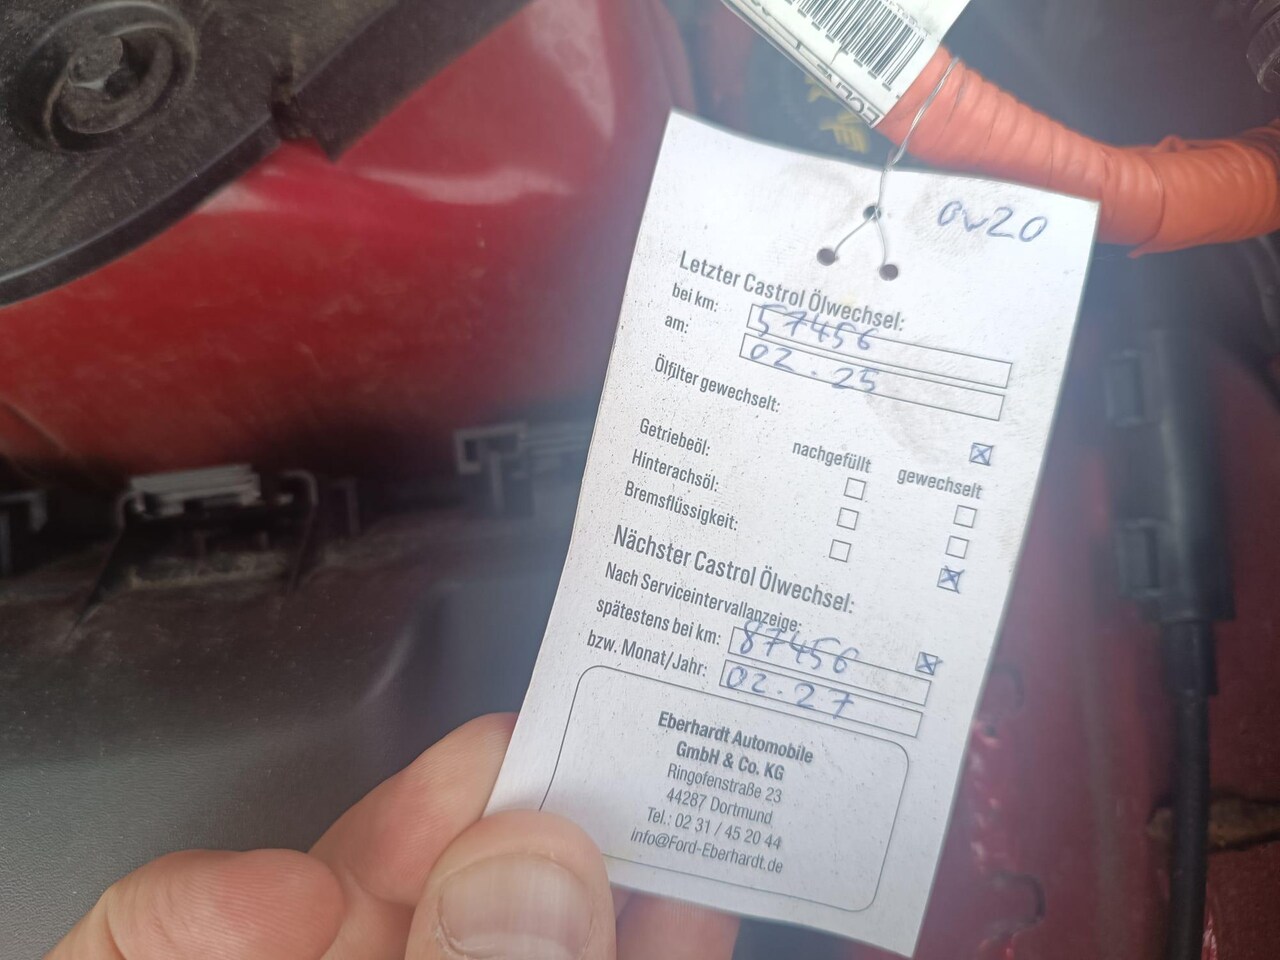 0w20
Letzter Castrol Ölwechsel:
bei km: 57456
am: 02.25
Ölfilter gewechselt:
nachgefüllt gewechselt
Getriebeöl:
Hinterachsöl:
Bremsflüssigkeit:
Nächster Castrol Ölwechsel:
Nach Serviceintervallanzeige:
spätestens bei km: 87456
bzw. Monat/Jahr: 02.27
Eberhardt Automobile
GmbH & Co. KG
Ringofenstraße 23
44287 Dortmund
Tel.: 02 31 / 45 20 44
info@Ford-Eberhardt.de